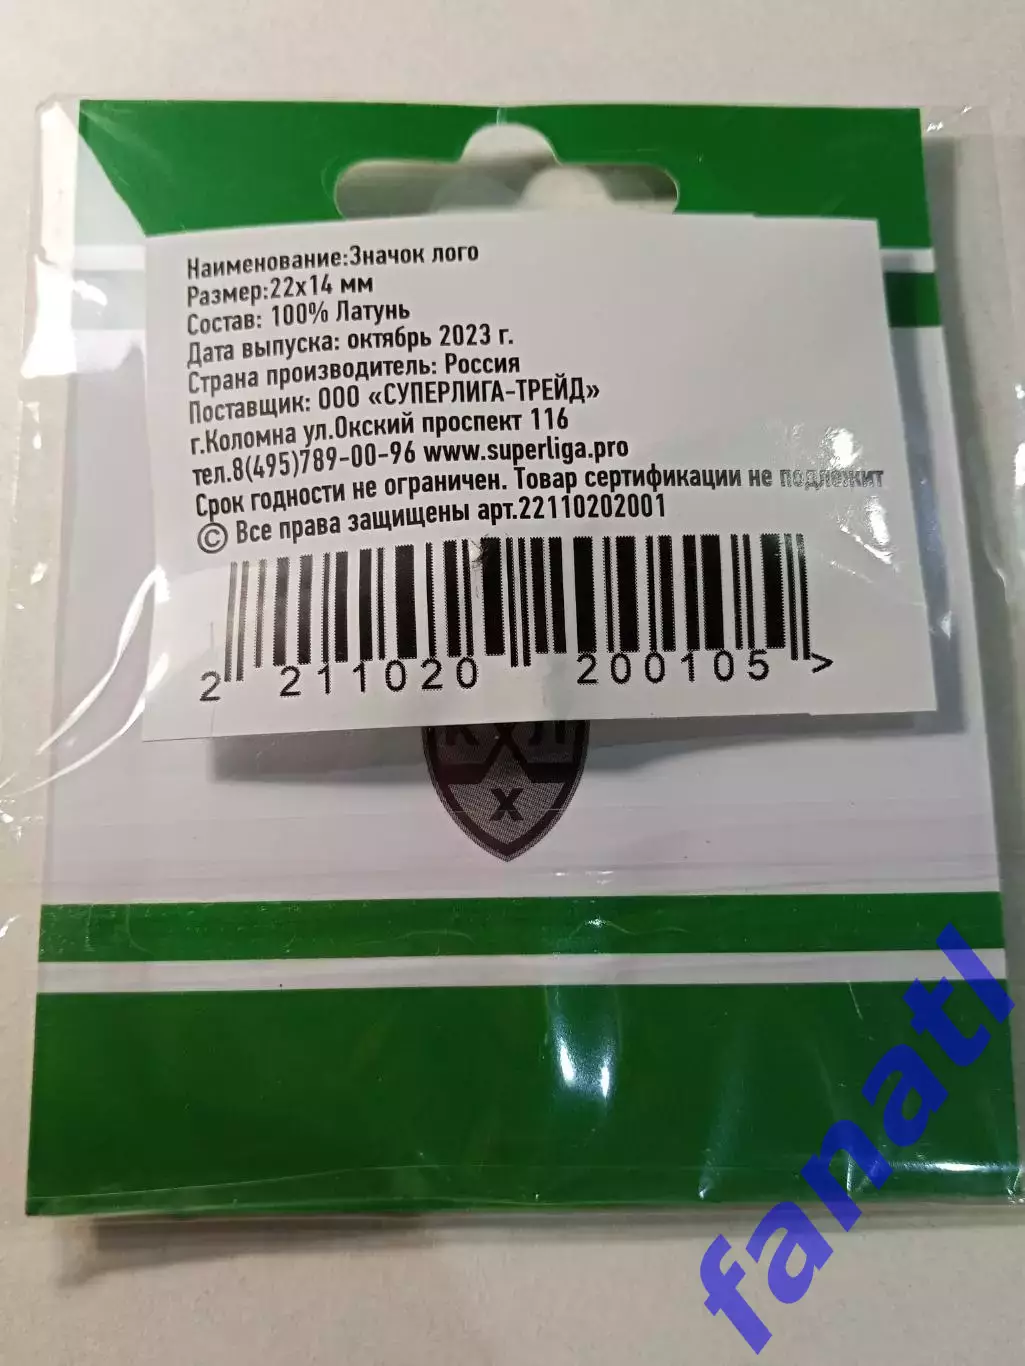 Наименование:Значок лого
Размер:22х14 мм
Состав: 100% Латунь
Дата выпуска: октябрь 2023 г.
Страна производитель: Россия
Поставщик: ООО «СУПЕРЛИГА-ТРЕЙД»
г.Коломна ул.Окский проспект 116
тел.8(495)789-00-96 www.superliga.pro
Срок годности не ограничен. Товар сертификации не подлежит
© Все права защищены арт.22110202001
2 211020 200105 >
К Х Л
Х
fanatl